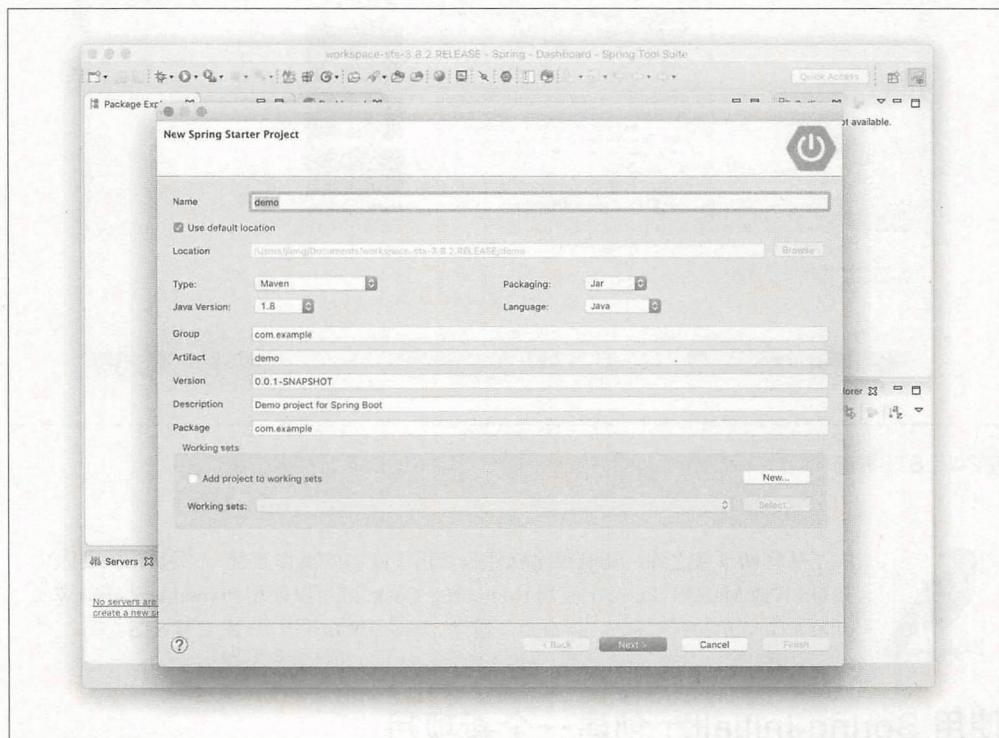 workspace-sts-3.8.2.RELEASE - Spring - Dashboard - Spring Tool Suite
Quick Access
Package Exp
ot available.
New Spring Starter Project
Name demo
Use default location
Location Browse
Type: Maven Packaging: Jar
Java Version: 1.8 Language: Java
Group com.example
Artifact demo
Version 0.0.1-SNAPSHOT
Description Demo project for Spring Boot
Package com.example
Working sets
Add project to working sets New...
Working sets: Select...
lorer
Servers
No servers are
create a new se
< Back Next > Cancel Finish